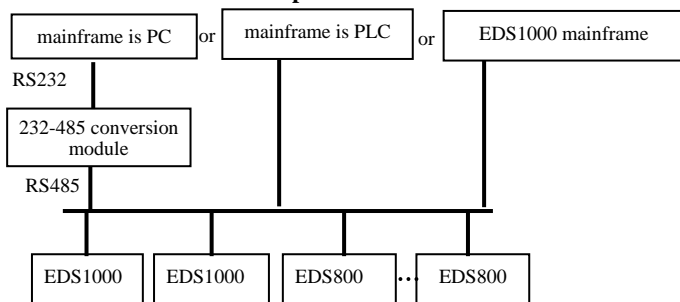 mainframe is PC
or
mainframe is PLC
or
EDS1000 mainframe
RS232
232-485 conversion
module
RS485
EDS1000
EDS1000
EDS800
...
EDS800